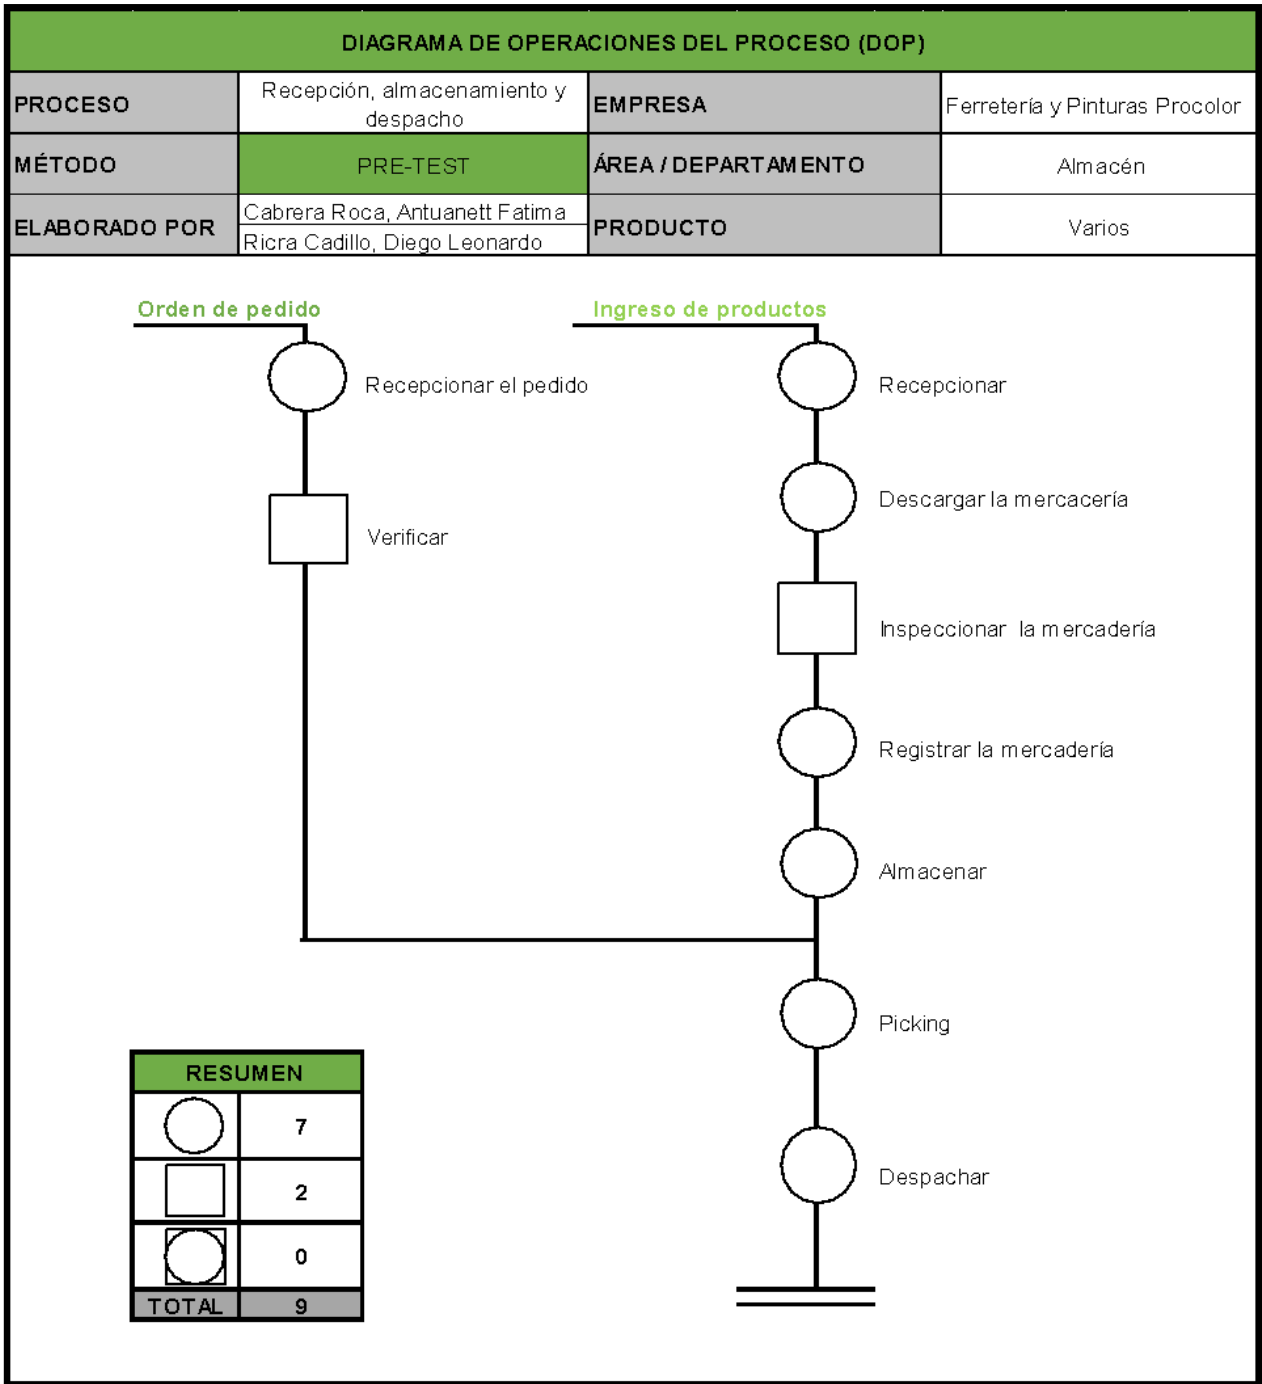 DIAGRAMA DE OPERACIONES DEL PROCESO (DOP)
PROCESO
Recepción, almacenamiento y
despacho
EMPRESA
Ferretería y Pinturas Procolor
MÉTODO
PRE-TEST
ÁREA / DEPARTAMENTO
Almacén
ELABORADO POR
Cabrera Roca, Antuanett Fatima
Ricra Cadillo, Diego Leonardo
PRODUCTO
Varios
Orden de pedido
Recepcionar el pedido
Verificar
Ingreso de productos
Recepcionar
Descargar la mercacería
Inspeccionar la mercadería
Registrar la mercadería
Almacenar
Picking
Despachar
RESUMEN
7
2
0
TOTAL 9